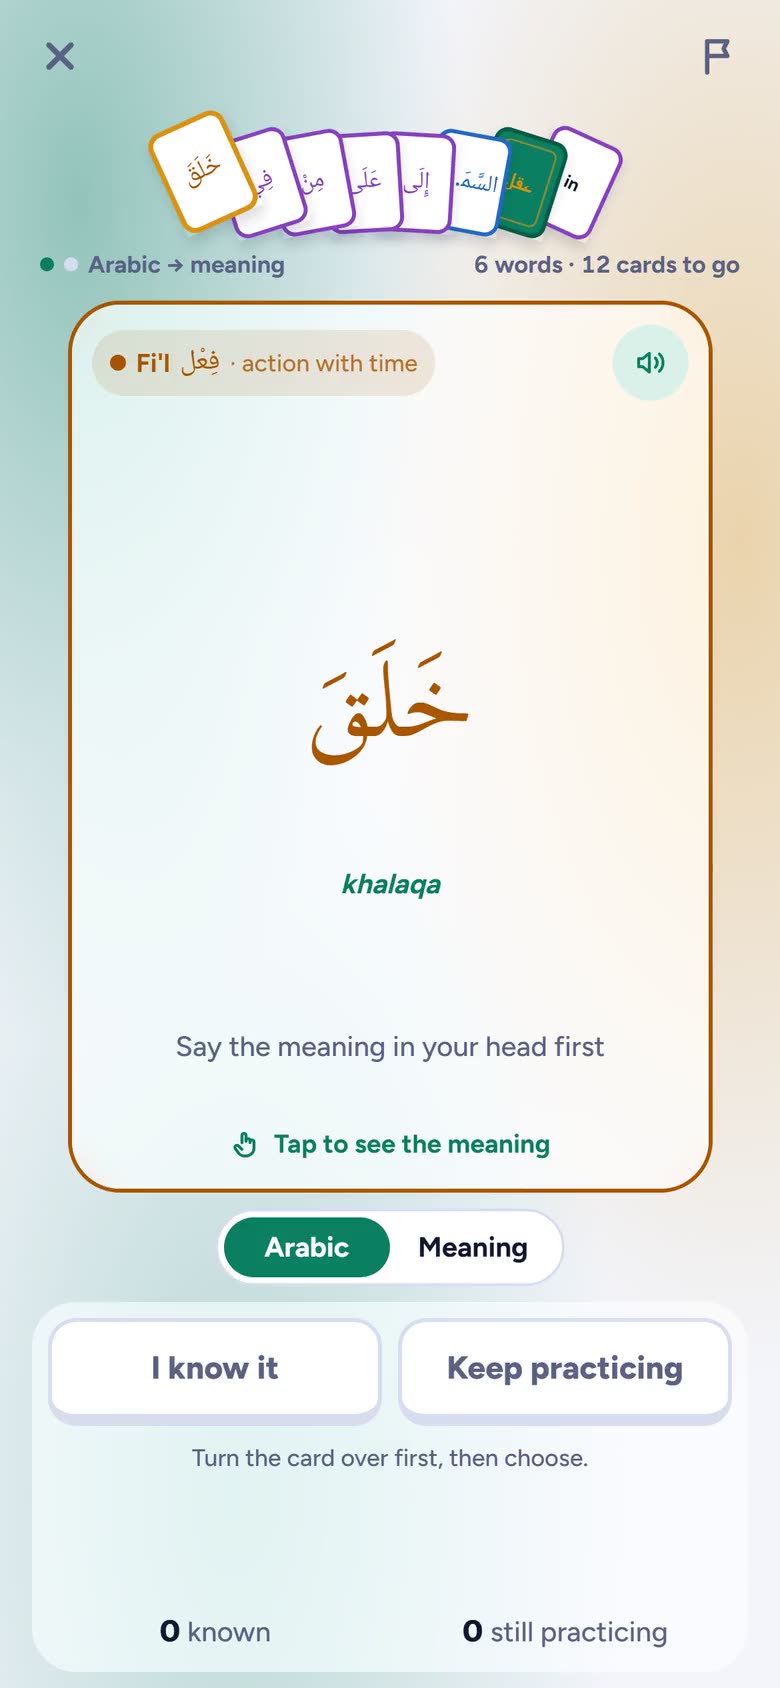 خَلَقَ
فِي
مِنْ
عَلَى
إِلَى
in
Arabic → meaning
6 words · 12 cards to go
Fi'l فِعْل · action with time
خَلَقَ
khalaqa
Say the meaning in your head first
Tap to see the meaning
Arabic Meaning
I know it Keep practicing
Turn the card over first, then choose.
0 known 0 still practicing